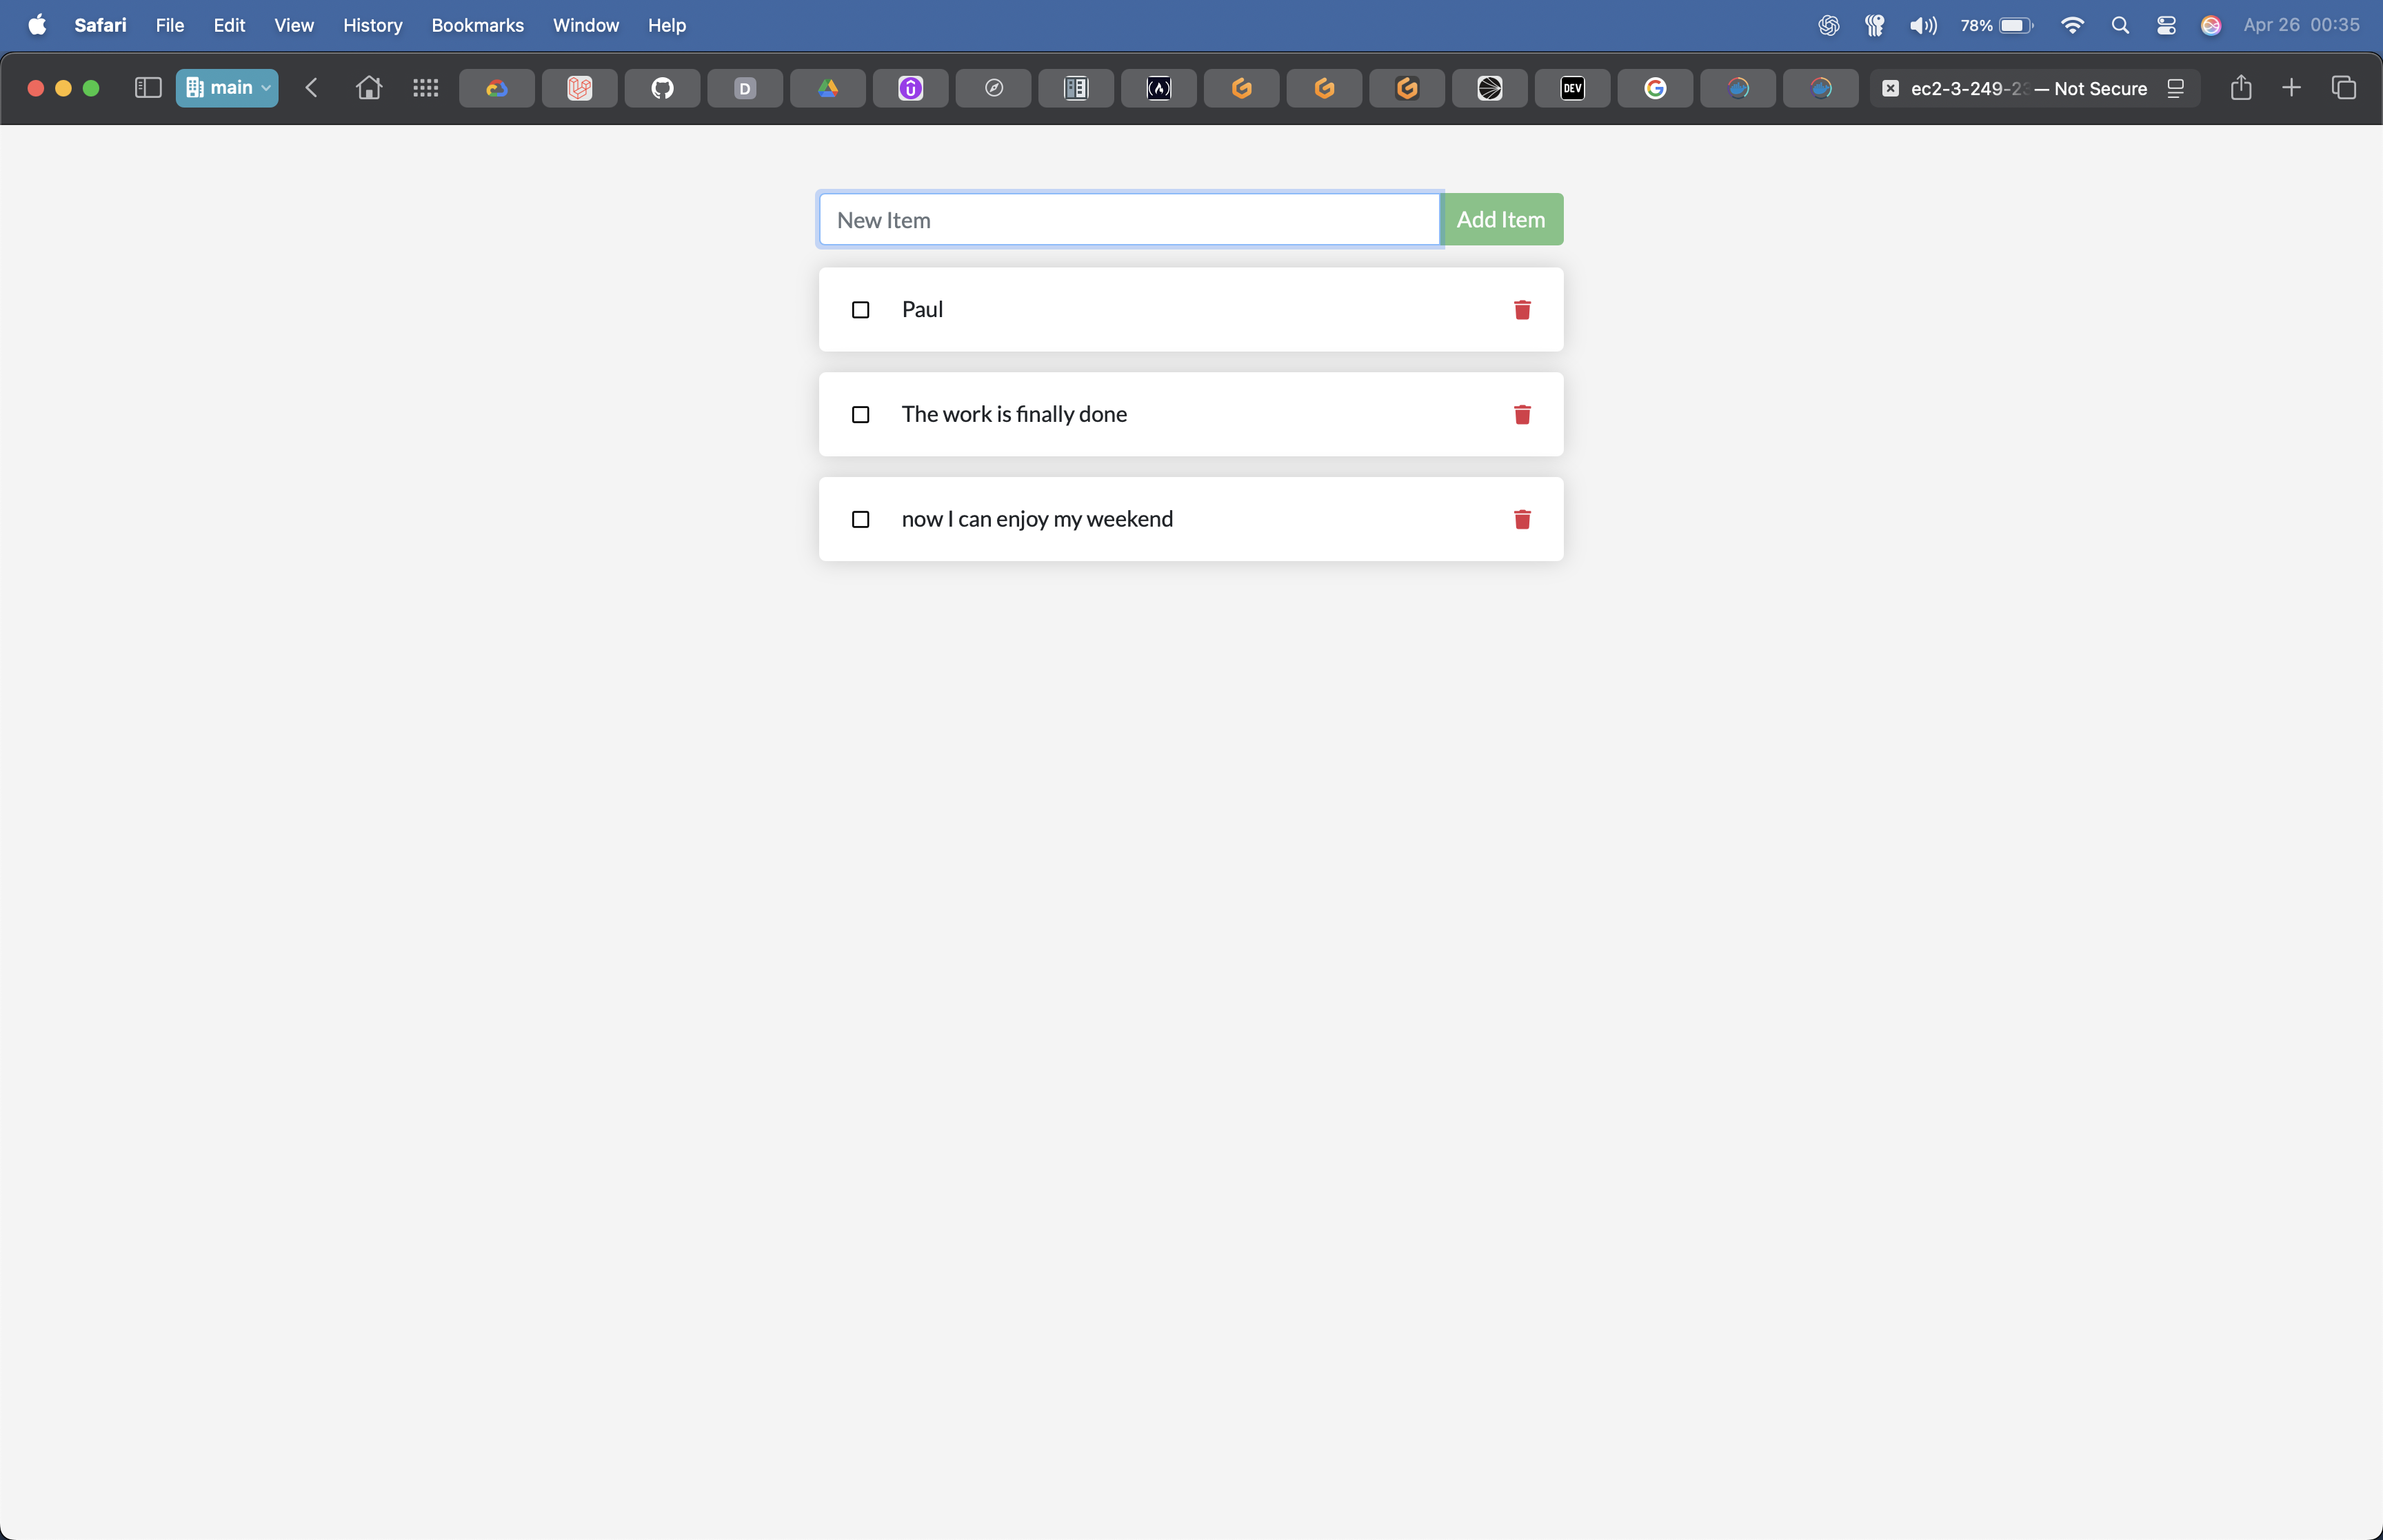 Safari File Edit View History Bookmarks Window Help 78% Apr 26 00:35
main D DEV ec2-3-249-23 — Not Secure
New Item Add Item
Paul
The work is finally done
now I can enjoy my weekend